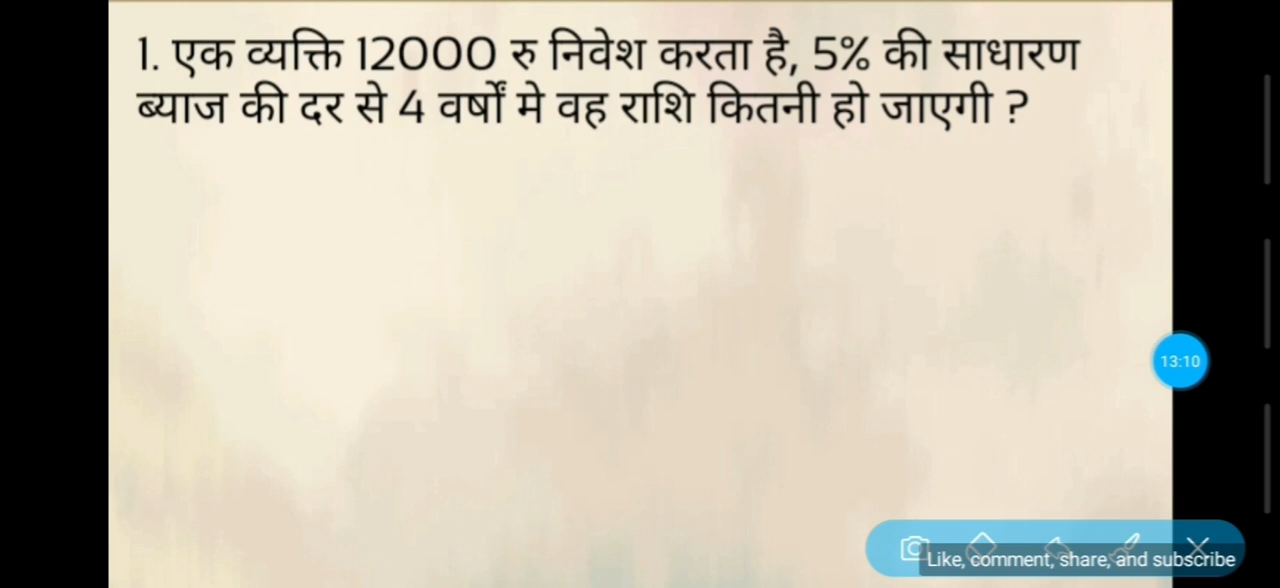 1. एक व्यक्ति 12000 रु निवेश करता है, 5% की साधारण
ब्याज की दर से 4 वर्षों मे वह राशि कितनी हो जाएगी ?
13:10
Like, comment, share, and subscribe